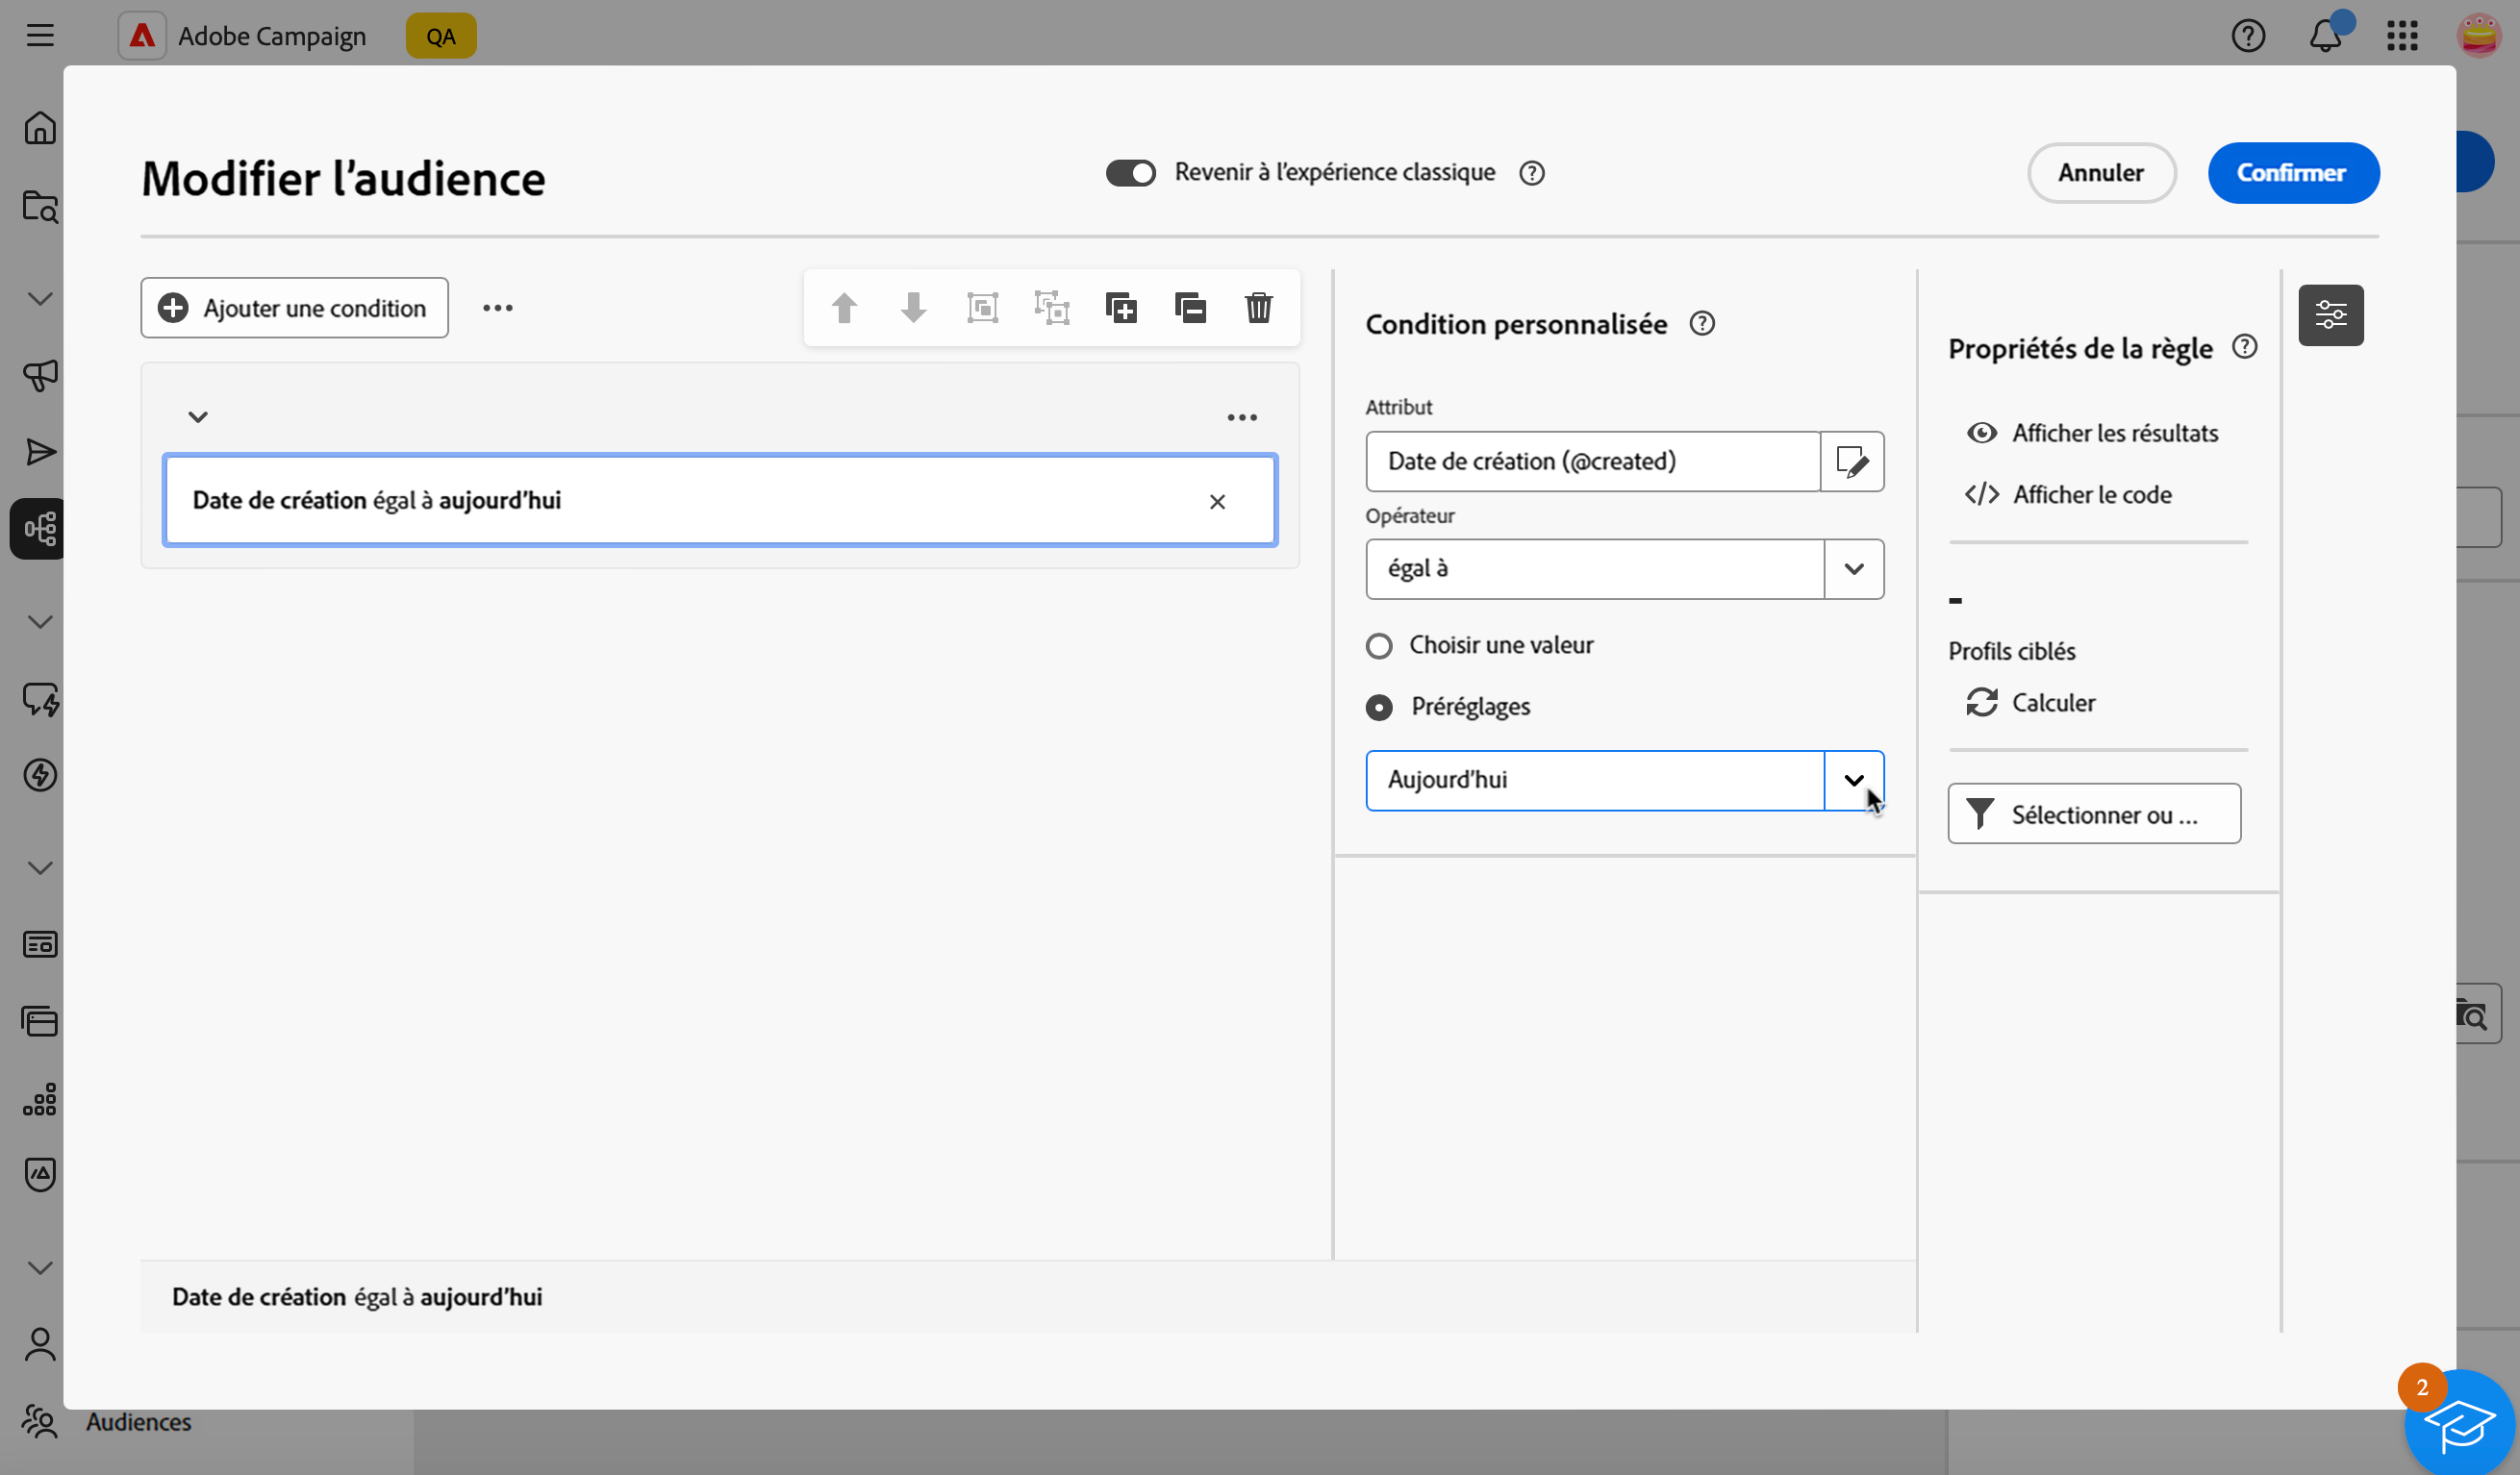 Adobe Campaign
QA
Modifier l’audience
Revenir à l’expérience classique
Annuler
Confirmer
Ajouter une condition
Date de création égal à aujourd’hui
Condition personnalisée
Attribut
Date de création (@created)
Opérateur
égal à
Choisir une valeur
Préréglages
Aujourd’hui
Propriétés de la règle
Afficher les résultats
Afficher le code
-
Profils ciblés
Calculer
Sélectionner ou ...
Date de création égal à aujourd’hui
2
Audiences